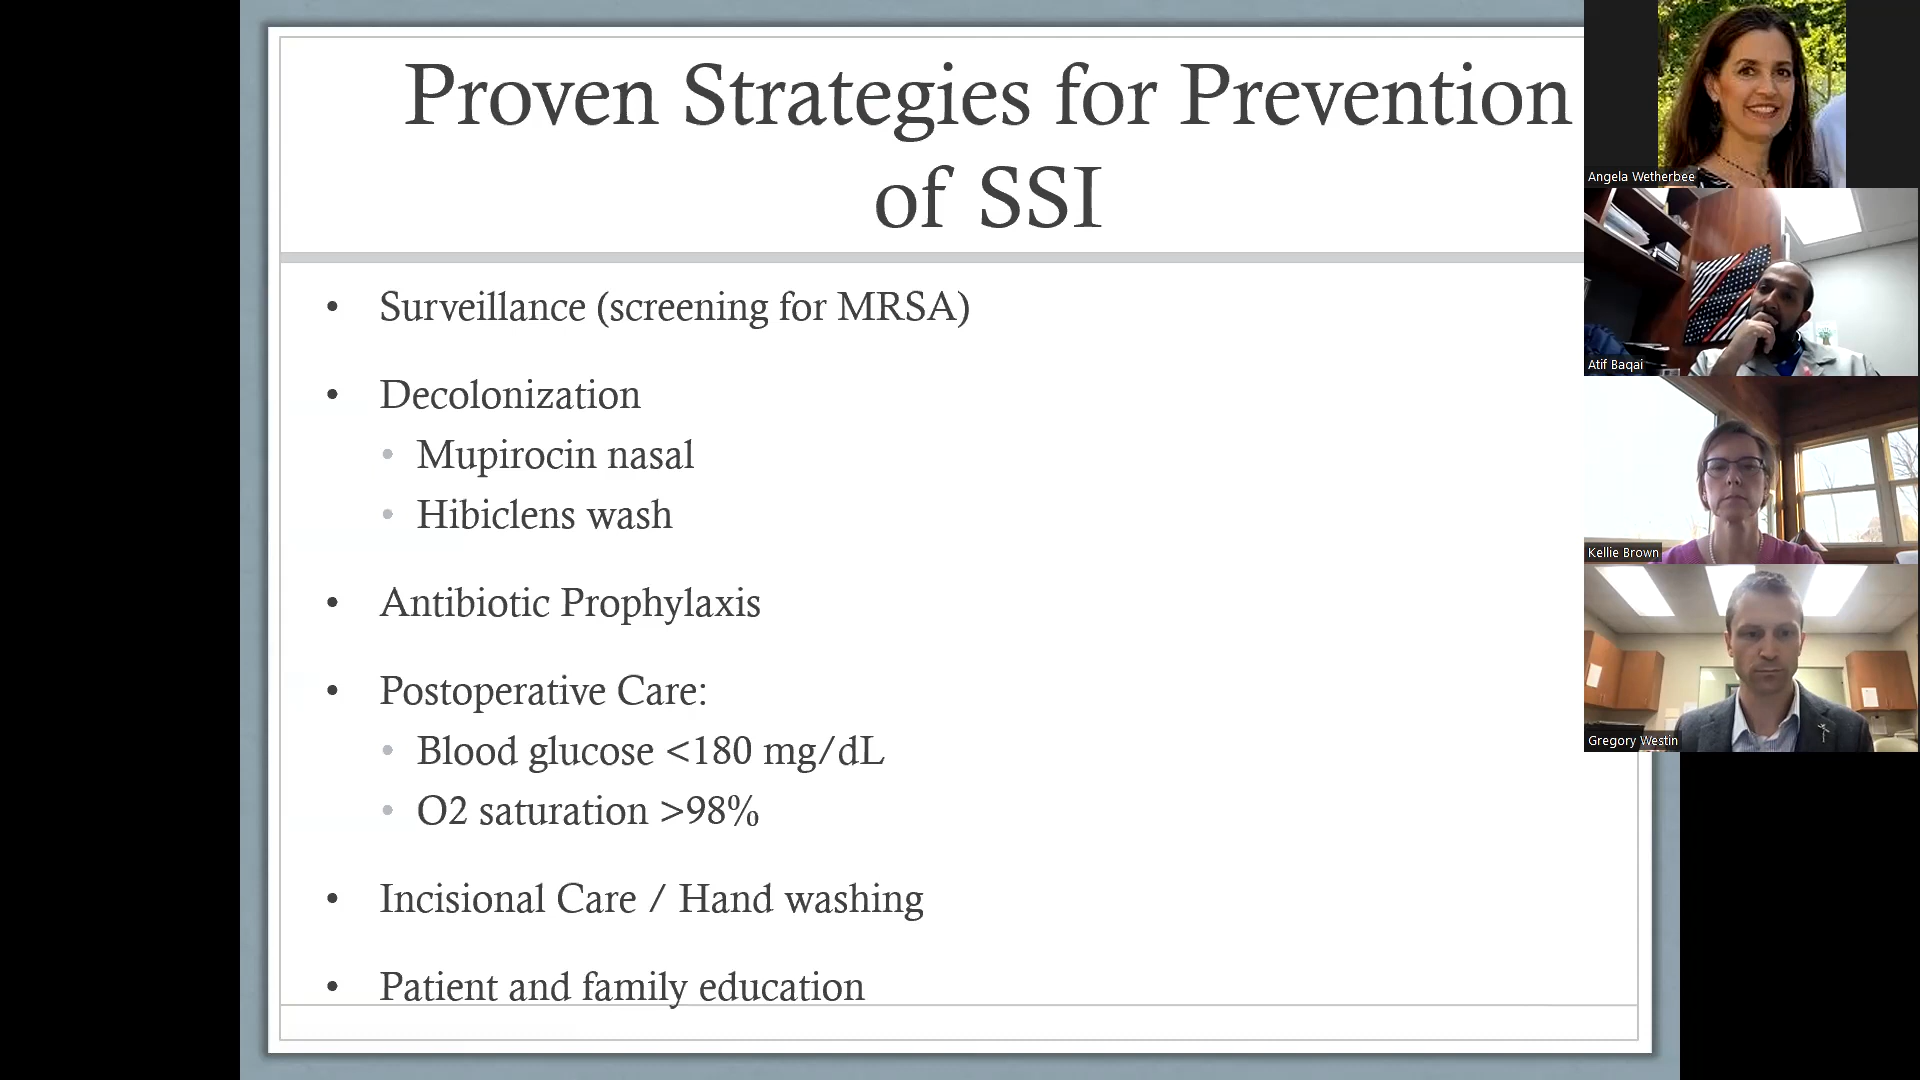 Proven Strategies for Prevention
of SSI
• Surveillance (screening for MRSA)
• Decolonization
• Mupirocin nasal
• Hibiclens wash
• Antibiotic Prophylaxis
• Postoperative Care:
• Blood glucose <180 mg/dL
• O2 saturation >98%
• Incisional Care / Hand washing
• Patient and family education
Angela Wetherbee
Atif Baqai
Kellie Brown
Gregory Westin